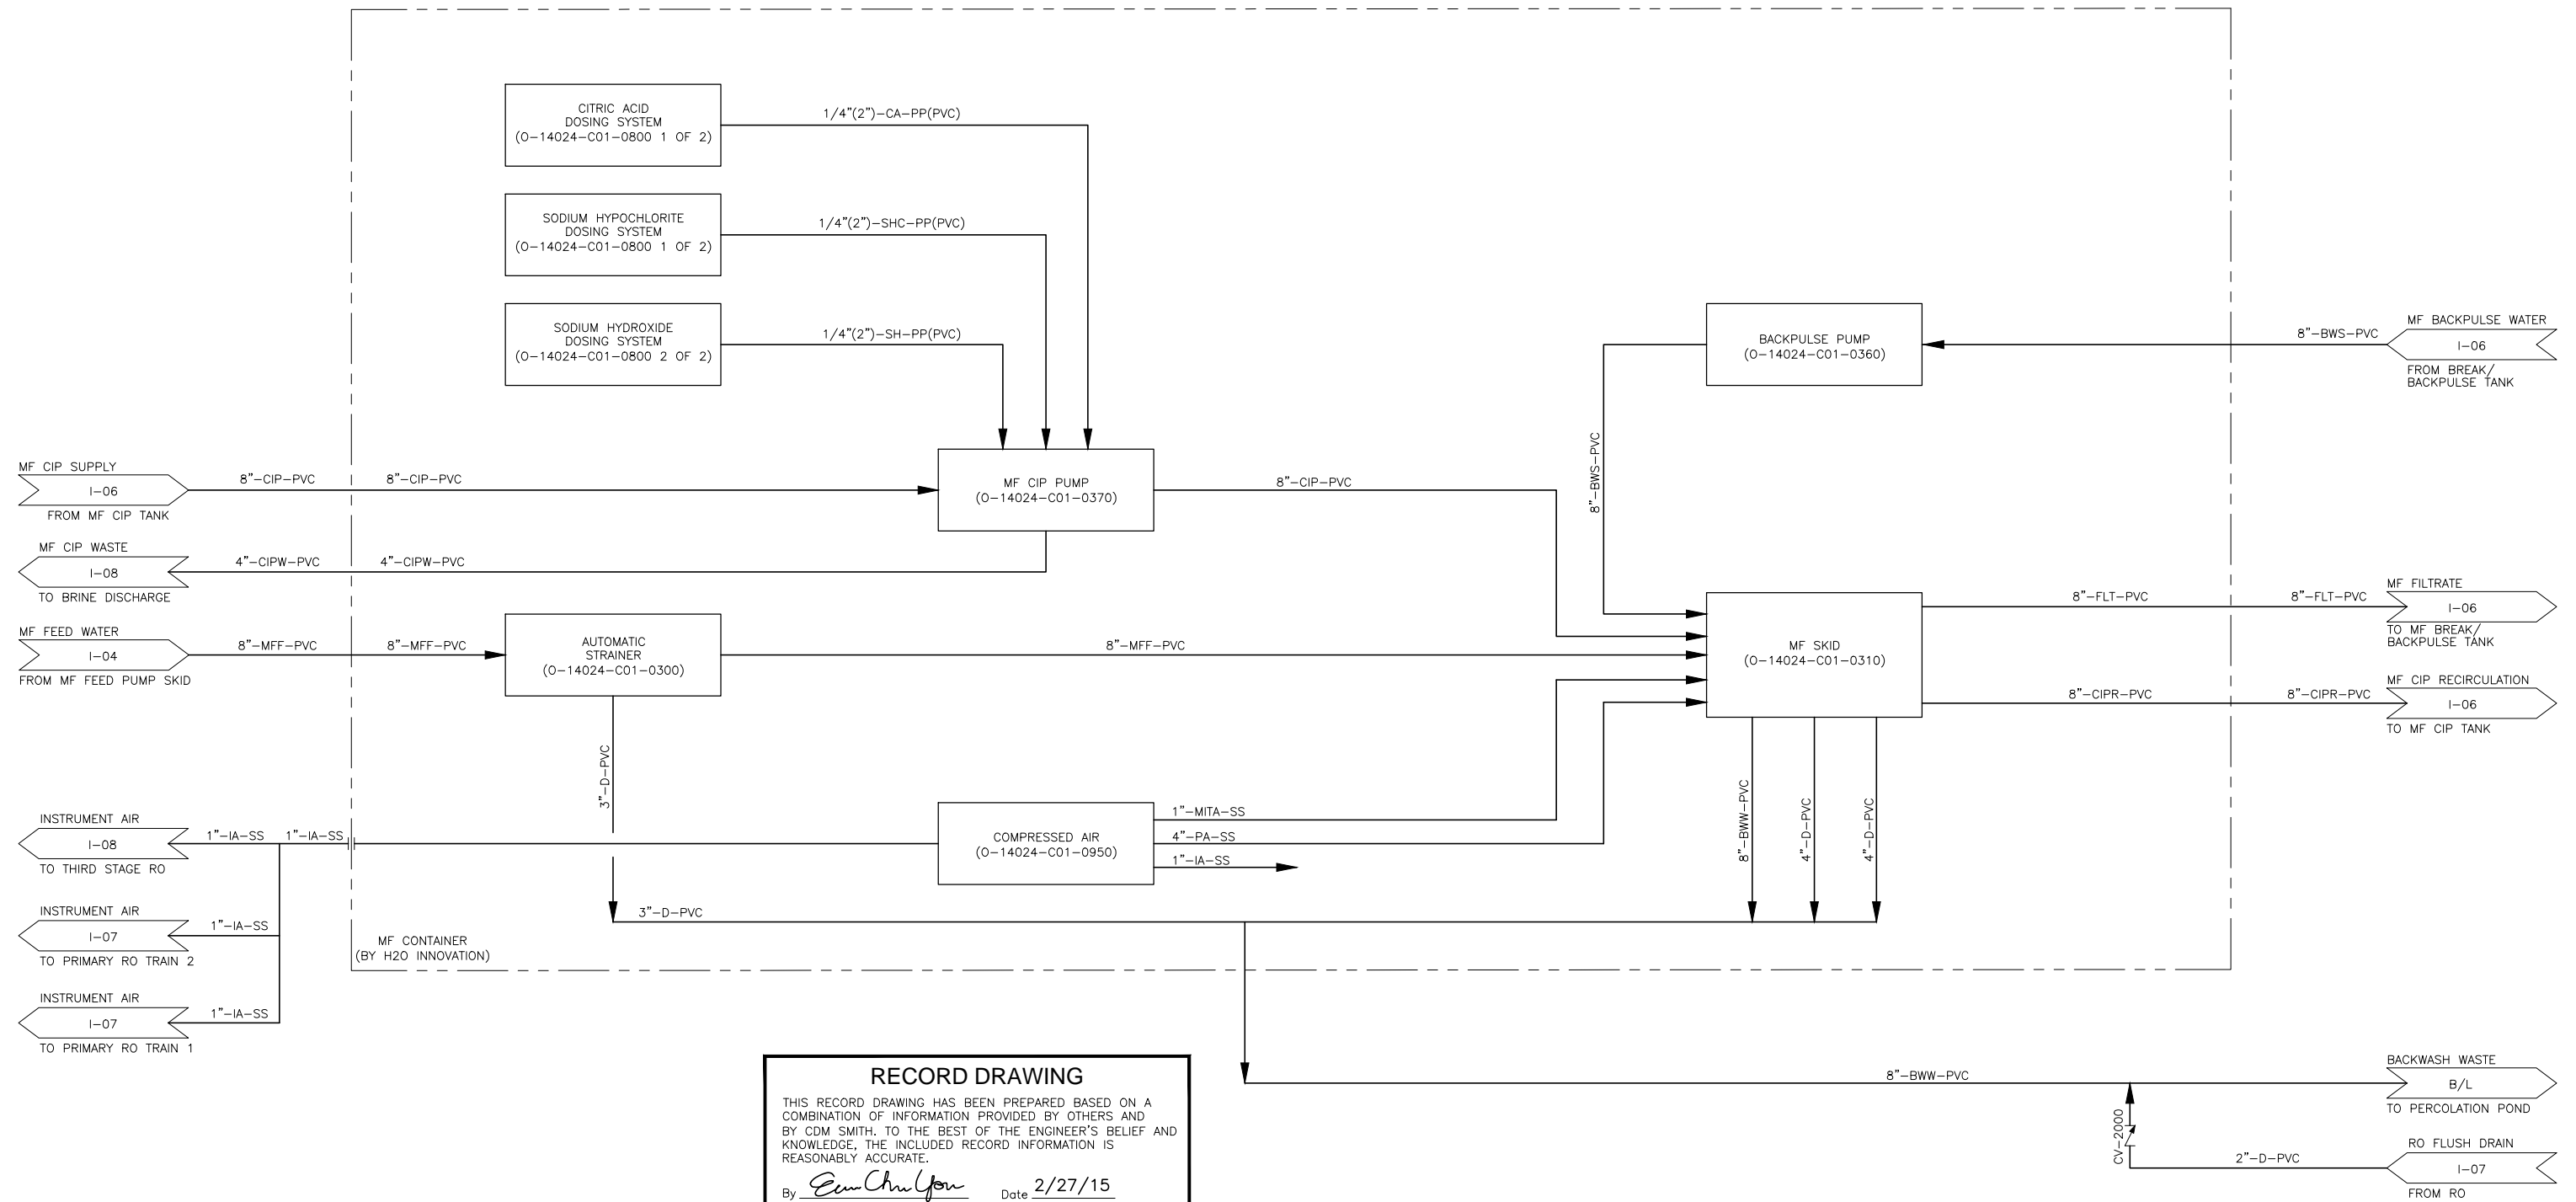 CITRIC ACID
DOSING SYSTEM
(O-14024-C01-0800 1 OF 2)
1/4"(2")-CA-PP(PVC)
SODIUM HYPOCHLORITE
DOSING SYSTEM
(O-14024-C01-0800 1 OF 2)
1/4"(2")-SHC-PP(PVC)
SODIUM HYDROXIDE
DOSING SYSTEM
(O-14024-C01-0800 2 OF 2)
1/4"(2")-SH-PP(PVC)
BACKPULSE PUMP
(O-14024-C01-0360)
8"-BWS-PVC
MF BACKPULSE WATER
I-06
FROM BREAK/
BACKPULSE TANK
8"-BWS-PVC
MF CIP SUPPLY
I-06
FROM MF CIP TANK
8"-CIP-PVC
8"-CIP-PVC
MF CIP PUMP
(O-14024-C01-0370)
8"-CIP-PVC
MF CIP WASTE
I-08
TO BRINE DISCHARGE
4"-CIPW-PVC
4"-CIPW-PVC
MF FEED WATER
I-04
FROM MF FEED PUMP SKID
8"-MFF-PVC
8"-MFF-PVC
AUTOMATIC
STRAINER
(O-14024-C01-0300)
8"-MFF-PVC
MF SKID
(O-14024-C01-0310)
8"-FLT-PVC
8"-FLT-PVC
MF FILTRATE
I-06
TO MF BREAK/
BACKPULSE TANK
8"-CIPR-PVC
8"-CIPR-PVC
MF CIP RECIRCULATION
I-06
TO MF CIP TANK
3"-D-PVC
8"-BWW-PVC
4"-D-PVC
4"-D-PVC
INSTRUMENT AIR
I-08
TO THIRD STAGE RO
1"-IA-SS
1"-IA-SS
COMPRESSED AIR
(O-14024-C01-0950)
1"-MITA-SS
4"-PA-SS
1"-IA-SS
3"-D-PVC
INSTRUMENT AIR
I-07
TO PRIMARY RO TRAIN 2
1"-IA-SS
MF CONTAINER
(BY H2O INNOVATION)
INSTRUMENT AIR
I-07
TO PRIMARY RO TRAIN 1
1"-IA-SS
RECORD DRAWING
THIS RECORD DRAWING HAS BEEN PREPARED BASED ON A
COMBINATION OF INFORMATION PROVIDED BY OTHERS AND
BY CDM SMITH. TO THE BEST OF THE ENGINEER'S BELIEF AND
KNOWLEDGE, THE INCLUDED RECORD INFORMATION IS
REASONABLY ACCURATE.
By
Date 2/27/15
8"-BWW-PVC
BACKWASH WASTE
B/L
TO PERCOLATION POND
CV-2000
2"-D-PVC
RO FLUSH DRAIN
I-07
FROM RO